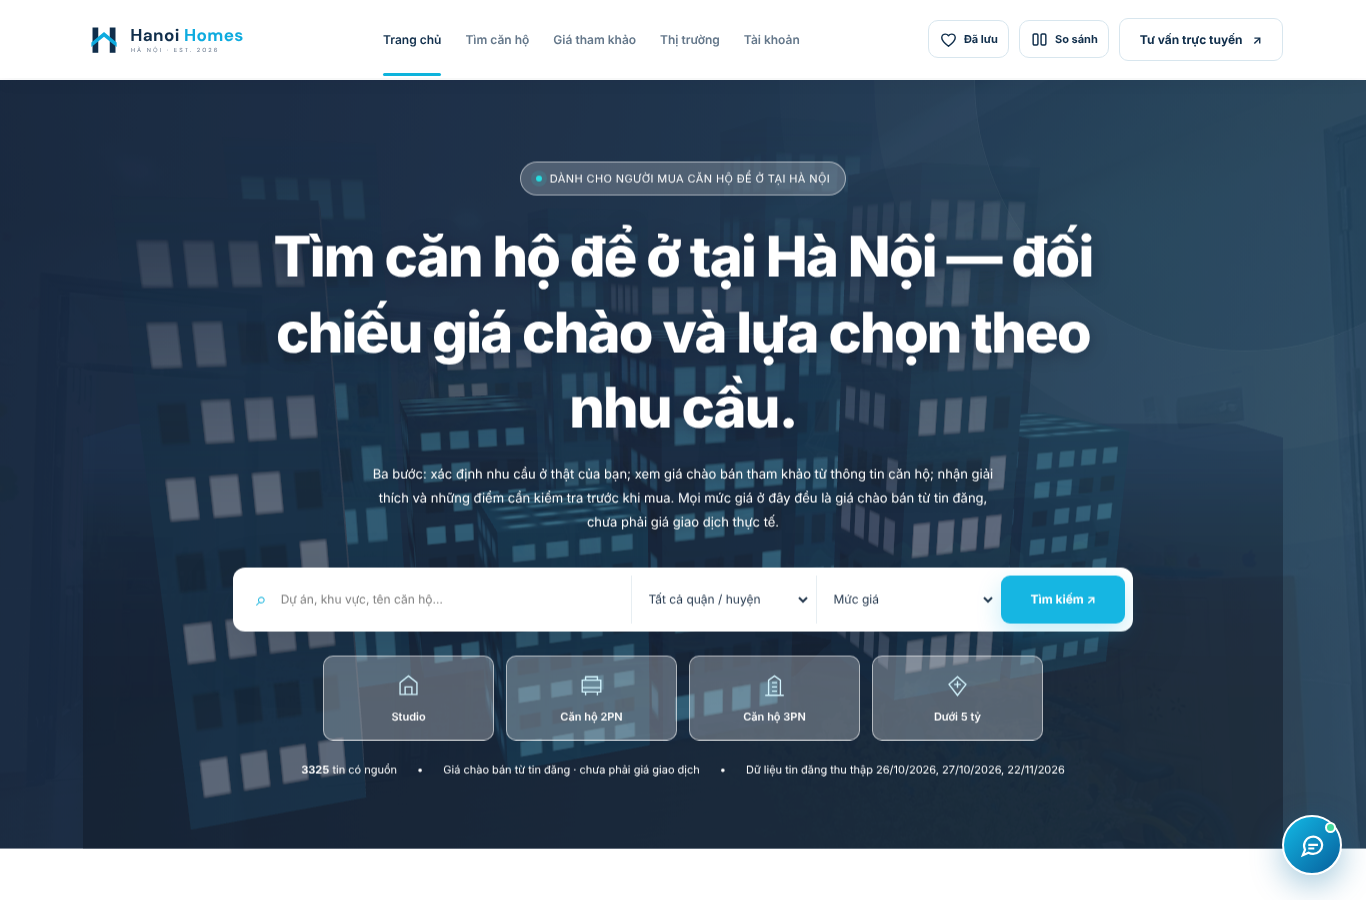 Hanoi Homes
HÀ NỘI · EST. 2026
Trang chủ
Tìm căn hộ
Giá tham khảo
Thị trường
Tài khoản
Đã lưu
So sánh
Tư vấn trực tuyến
DÀNH CHO NGƯỜI MUA CĂN HỘ ĐỂ Ở TẠI HÀ NỘI
Tìm căn hộ để ở tại Hà Nội — đối
chiếu giá chào và lựa chọn theo
nhu cầu.
Ba bước: xác định nhu cầu ở thật của bạn; xem giá chào bán tham khảo từ thông tin căn hộ; nhận giải
thích và những điểm cần kiểm tra trước khi mua. Mọi mức giá ở đây đều là giá chào bán từ tin đăng,
chưa phải giá giao dịch thực tế.
Dự án, khu vực, tên căn hộ...
Tất cả quận / huyện
Mức giá
Tìm kiếm
Studio
Căn hộ 2PN
Căn hộ 3PN
Dưới 5 tỷ
3325 tin có nguồn • Giá chào bán từ tin đăng · chưa phải giá giao dịch • Dữ liệu tin đăng thu thập 26/10/2026, 27/10/2026, 22/11/2026